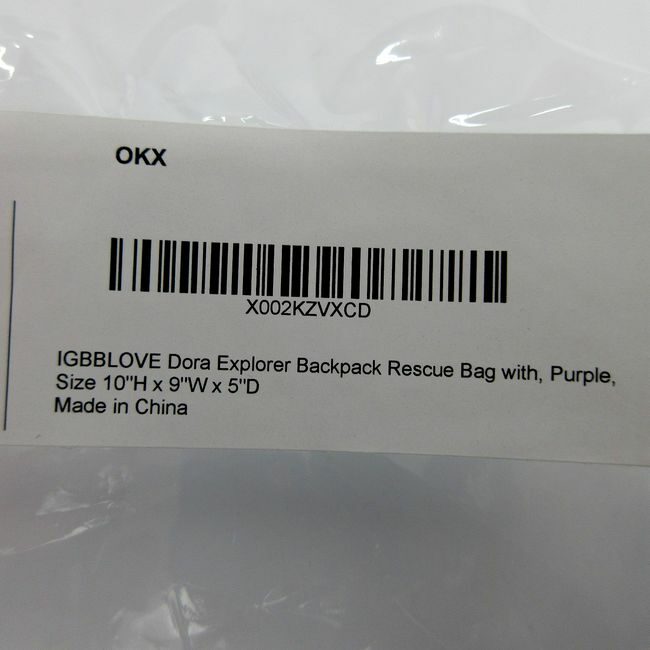 OKX
X002KZVXCD
IGBBLOVE Dora Explorer Backpack Rescue Bag with, Purple,
Size 10"H x 9"W x 5"D
Made in China